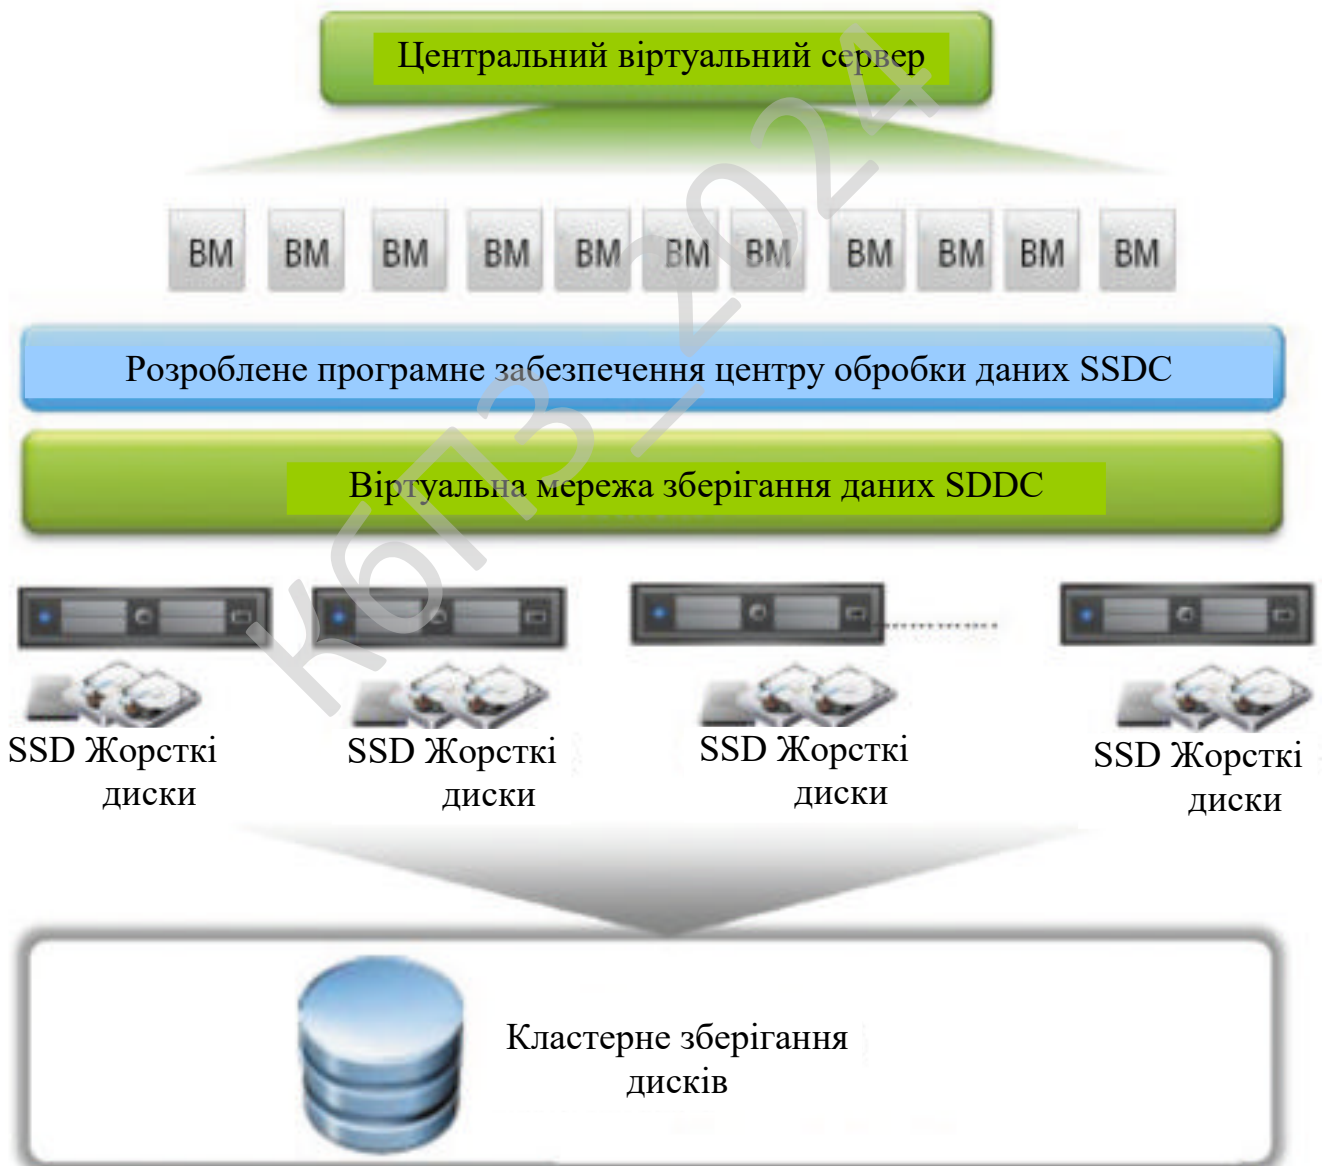 Центральний віртуальний сервер
ВМ ВМ ВМ ВМ ВМ ВМ ВМ ВМ ВМ ВМ ВМ
Розроблене програмне забезпечення центру обробки даних SSDC
Віртуальна мережа зберігання даних SDDC
SSD Жорсткі
диски
SSD Жорсткі
диски
SSD Жорсткі
диски
SSD Жорсткі
диски
Кластерне зберігання
дисків
КбПЗ_2024